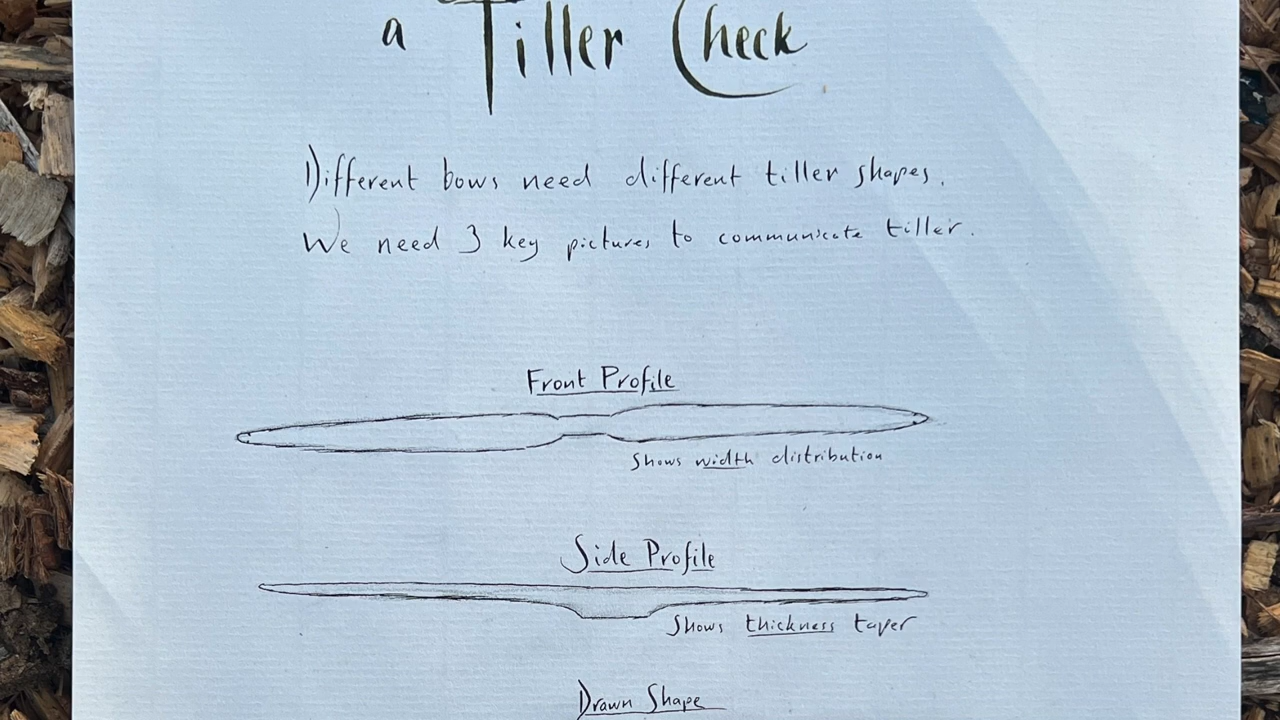 a Tiller Check
Different bows need different tiller shapes.
We need 3 key pictures to communicate tiller.
Front Profile
Shows width distribution
Side Profile
Shows thickness taper
Drawn Shape